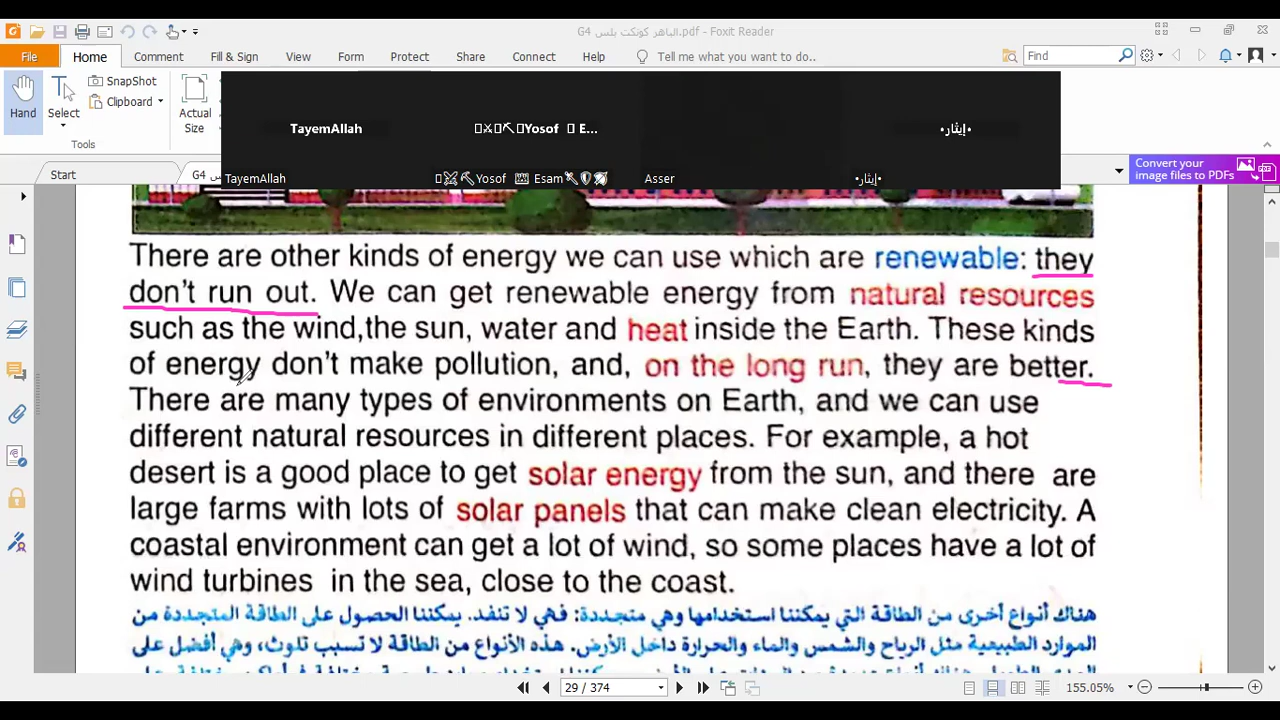 الباهر كونكت بلس G4.pdf - Foxit Reader
File Home Comment Fill & Sign View Form Protect Share Connect Help Tell me what you want to do.. Find
Hand Select SnapShot Clipboard Actual Size
Tools
TayemAllah Yosof E... •إيثار•
TayemAllah Yosof Esam Asser •إيثار•
Start G4 بلس
Convert your image files to PDFs
There are other kinds of energy we can use which are renewable: they
don't run out. We can get renewable energy from natural resources
such as the wind,the sun, water and heat inside the Earth. These kinds
of energy don't make pollution, and, on the long run, they are better.
There are many types of environments on Earth, and we can use
different natural resources in different places. For example, a hot
desert is a good place to get solar energy from the sun, and there are
large farms with lots of solar panels that can make clean electricity. A
coastal environment can get a lot of wind, so some places have a lot of
wind turbines in the sea, close to the coast.
هناك أنواع أخرى من الطاقة التي يمكننا استخدامها وهي متجددة: فهي لا تنفد. يمكننا الحصول على الطاقة المتجددة من
الموارد الطبيعية مثل الرياح والشمس والماء والحرارة داخل الأرض. هذه الأنواع من الطاقة لا تسبب تلوث، وهي أفضل على
29 / 374 155.05%